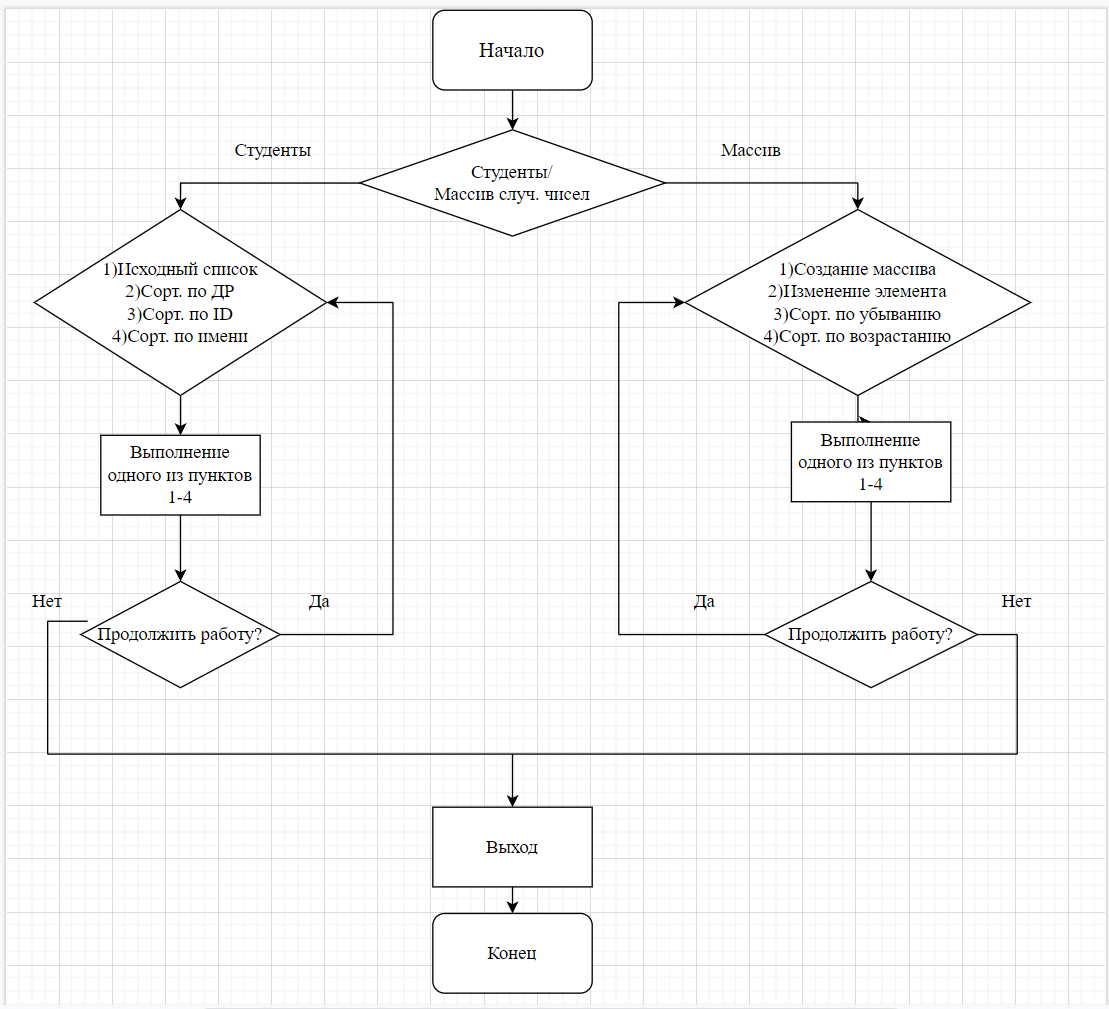 Начало
Студенты
Массив
Студенты/
Массив случ. чисел
1)Исходный список
2)Сорт. по ДР
3)Сорт. по ID
4)Сорт. по имени
1)Создание массива
2)Изменение элемента
3)Сорт. по убыванию
4)Сорт. по возрастанию
Выполнение
одного из пунктов
1-4
Выполнение
одного из пунктов
1-4
Нет
Да
Продолжить работу?
Да
Нет
Продолжить работу?
Выход
Конец